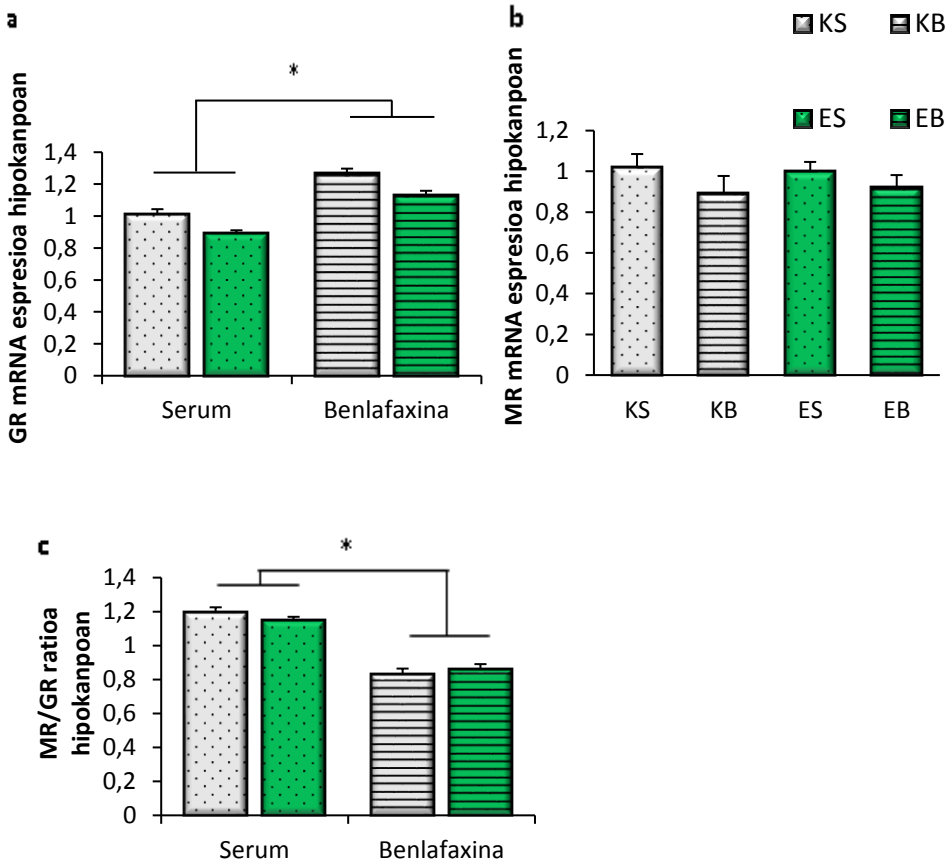 a
GR mRNA espresioa hipokanpoan
*
1,4
1,2
1
0,8
0,6
0,4
0,2
0
Serum Benlafaxina
b
KS KB
ES EB
MR mRNA espresioa hipokanpoan
1,2
1
0,8
0,6
0,4
0,2
0
KS KB ES EB
c
MR/GR ratioa
hipokanpoan
*
1,4
1,2
1
0,8
0,6
0,4
0,2
0
Serum Benlafaxina